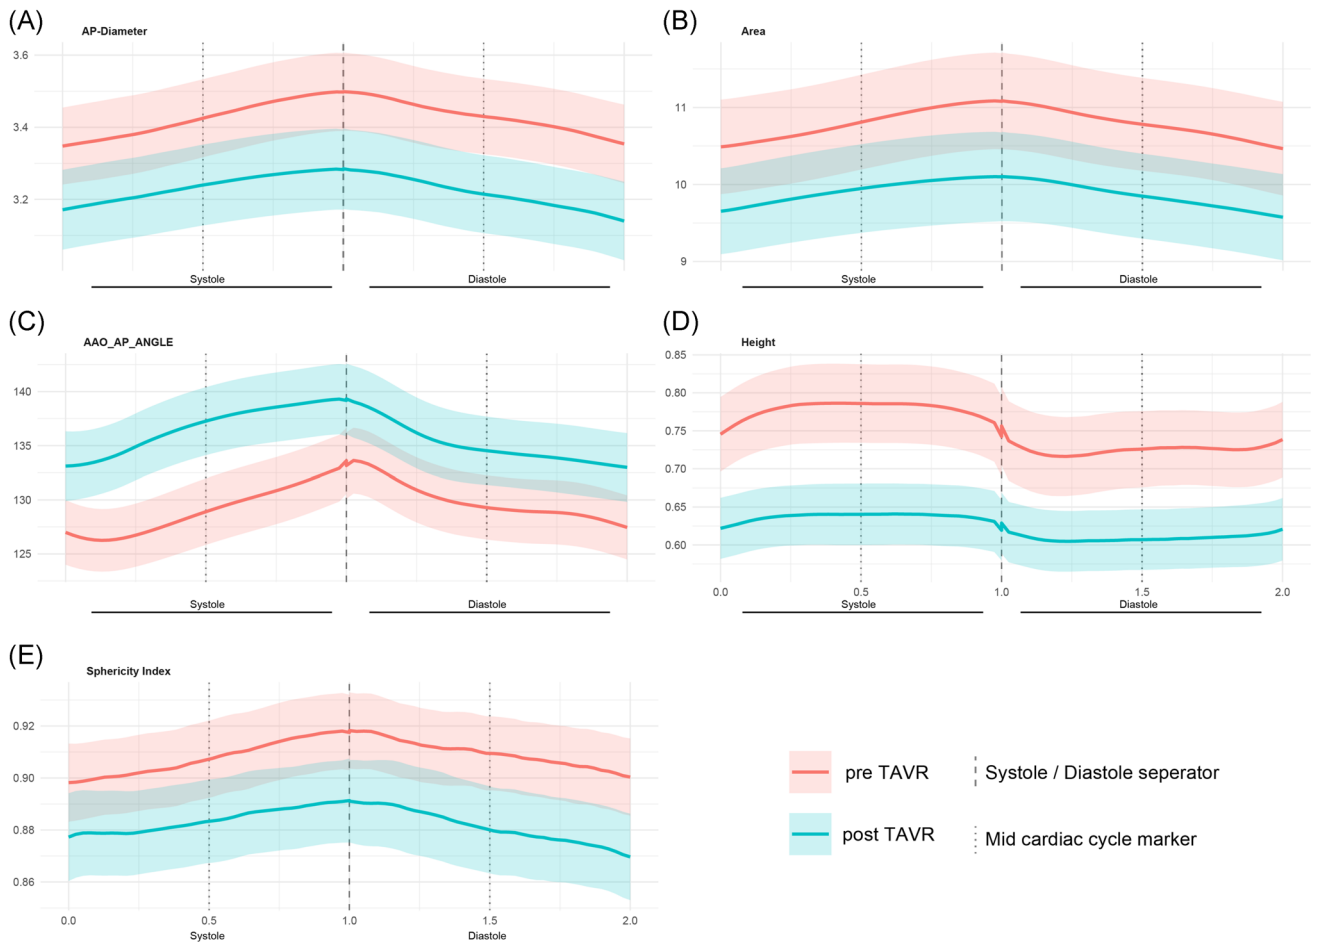 (A)
AP-Diameter
3.6
3.4
3.2
Systole Diastole
(B)
Area
11
10
9
Systole Diastole
(C)
AAO_AP_ANGLE
140
135
130
125
Systole Diastole
(D)
Height
0.85
0.80
0.75
0.70
0.65
0.60
0.0 0.5 1.0 1.5 2.0
Systole Diastole
(E)
Sphericity Index
0.92
0.90
0.88
0.86
0.0 0.5 1.0 1.5 2.0
Systole Diastole
pre TAVR
Systole / Diastole seperator
post TAVR
Mid cardiac cycle marker